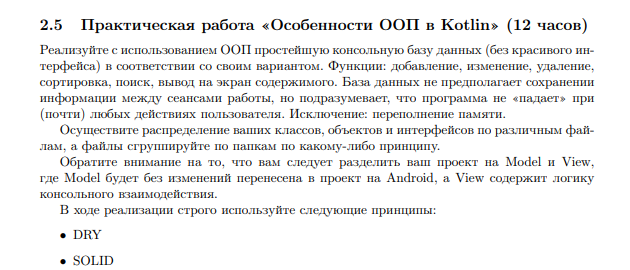 2.5 Практическая работа «Особенности ООП в Kotlin» (12 часов)
Реализуйте с использованием ООП простейшую консольную базу данных (без красивого ин-
терфейса) в соответствии со своим вариантом. Функции: добавление, изменение, удаление,
сортировка, поиск, вывод на экран содержимого. База данных не предполагает сохранении
информации между сеансами работы, но подразумевает, что программа не «падает» при
(почти) любых действиях пользователя. Исключение: переполнение памяти.
Осуществите распределение ваших классов, объектов и интерфейсов по различным фай-
лам, а файлы сгруппируйте по папкам по какому-либо принципу.
Обратите внимание на то, что вам следует разделить ваш проект на Model и View,
где Model будет без изменений перенесена в проект на Android, а View содержит логику
консольного взаимодействия.
В ходе реализации строго используйте следующие принципы:
• DRY
• SOLID